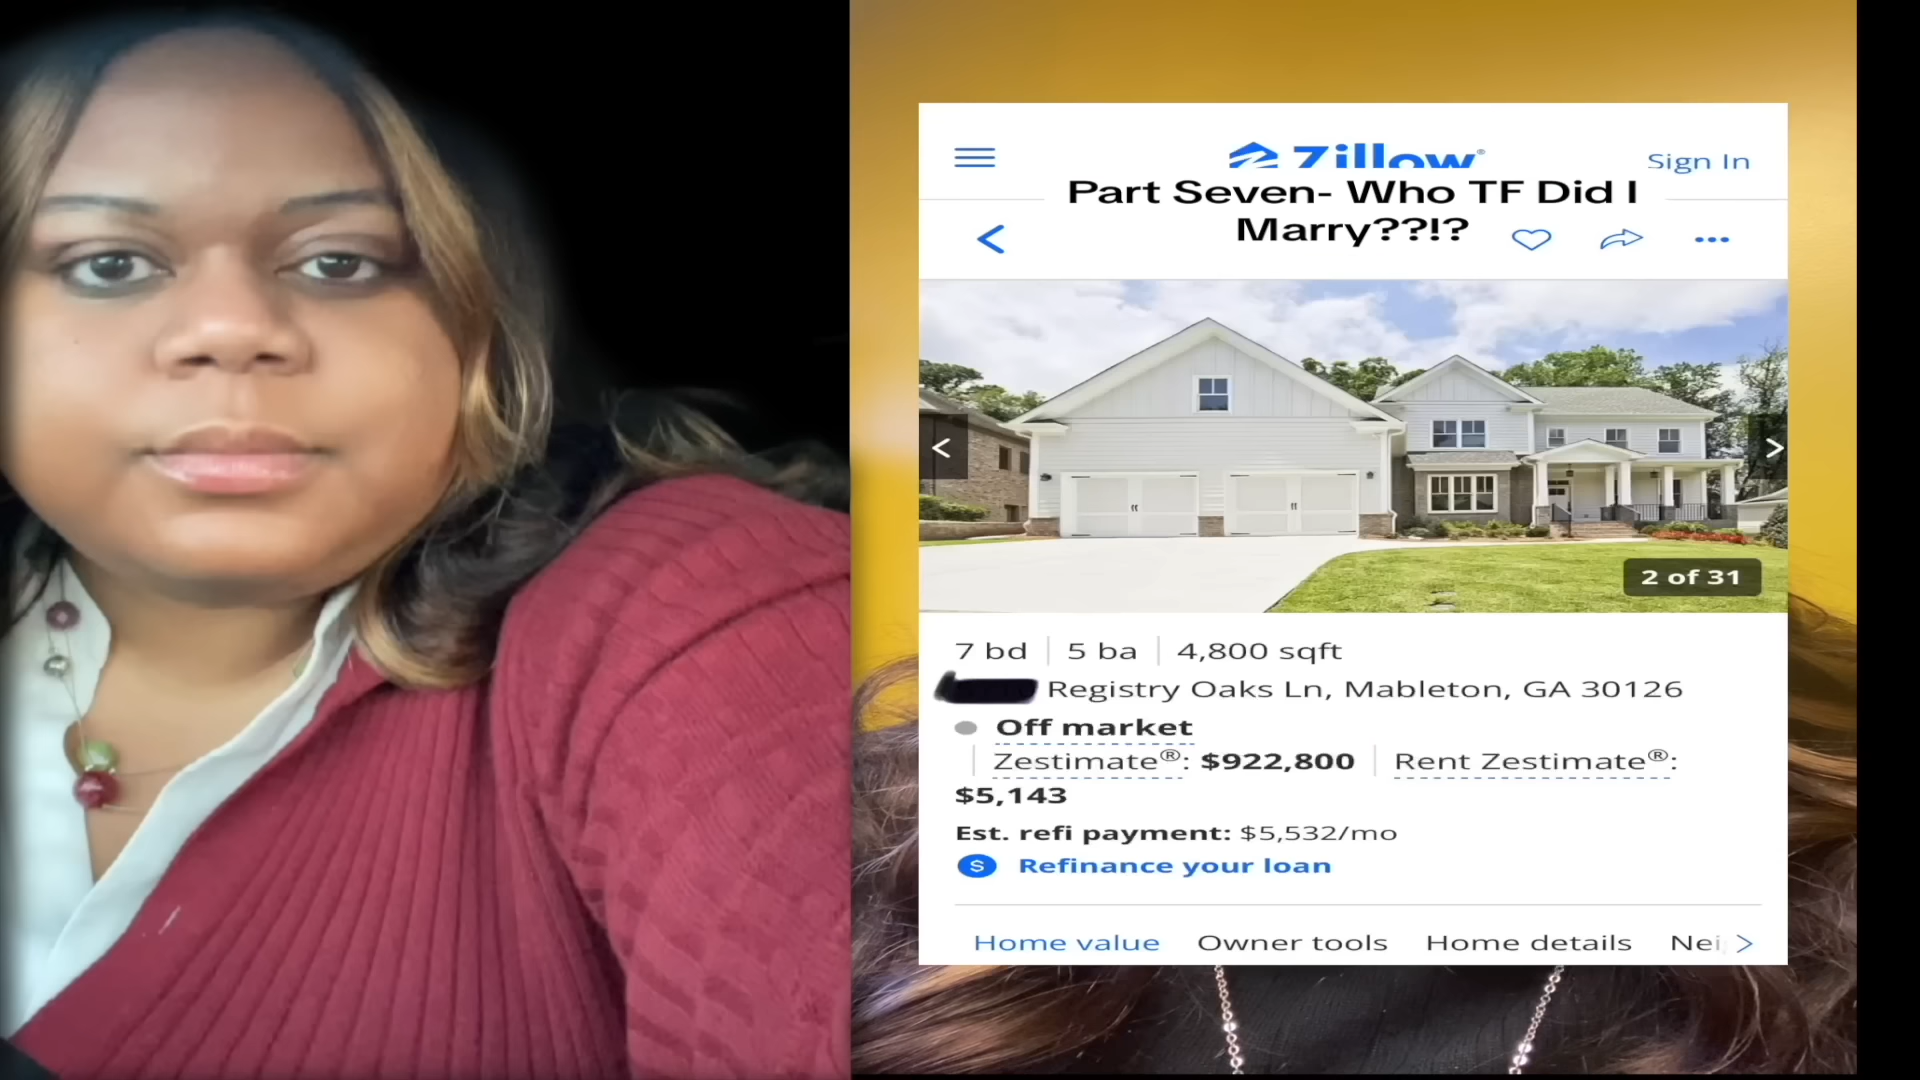 Zillow®
Sign In
Part Seven- Who TF Did I
Marry??!?
2 of 31
7 bd | 5 ba | 4,800 sqft
Registry Oaks Ln, Mableton, GA 30126
Off market
Zestimate®: $922,800 | Rent Zestimate®:
$5,143
Est. refi payment: $5,532/mo
$ Refinance your loan
Home value Owner tools Home details